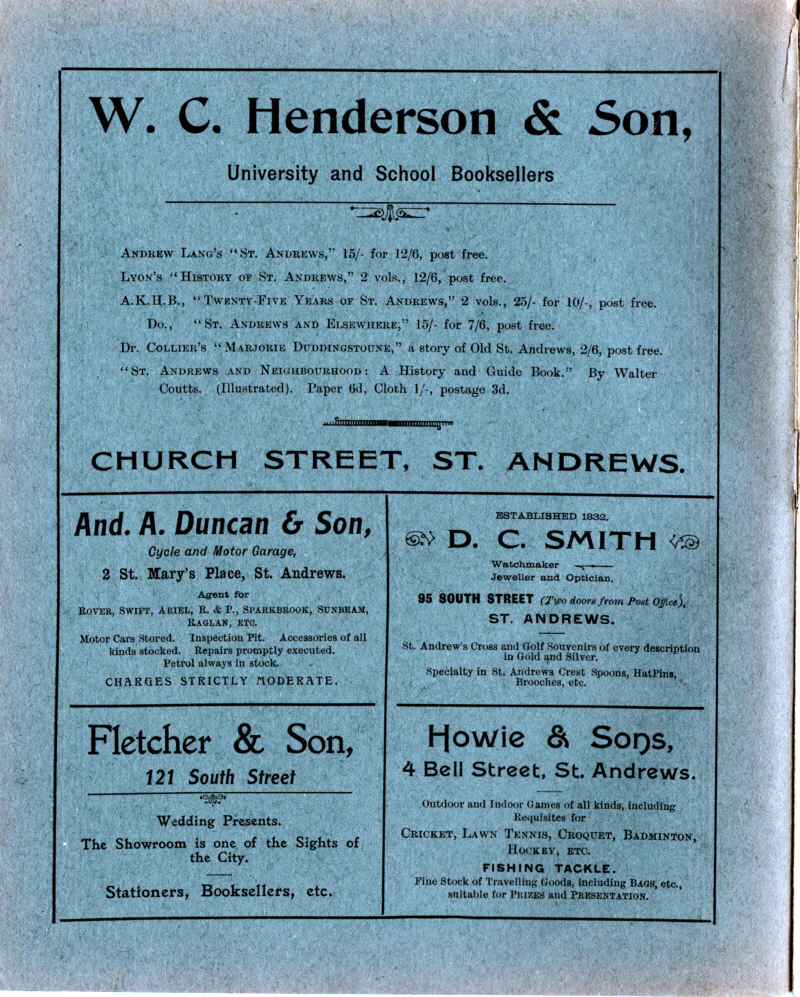 W. C. Henderson & Son,
University and School Booksellers
Andrew Lang's "St. Andrews," 15/- for 12/6, post free.
Lyon's "History of St. Andrews," 2 vols., 12/6, post free.
A.K.H.B., "Twenty-Five Years of St. Andrews," 2 vols., 25/- for 10/-, post free.
Do., "St. Andrews and Elsewhere," 15/- for 7/6, post free.
Dr. Collier's "Marjorie Duddingstoune," a story of Old St. Andrews, 2/6, post free.
"St. Andrews and Neighbourhood: A History and Guide Book." By Walter
Coutts. (Illustrated). Paper 6d, Cloth 1/-, postage 3d.
CHURCH STREET, ST. ANDREWS.
And. A. Duncan & Son,
Cycle and Motor Garage,
2 St. Mary's Place, St. Andrews.
Agent for
Rover, Swift, Ariel, R. & P., Sparkbrook, Sunbeam,
Raglan, etc.
Motor Cars Stored. Inspection Pit. Accessories of all
kinds stocked. Repairs promptly executed.
Petrol always in stock.
CHARGES STRICTLY MODERATE.
ESTABLISHED 1832.
D. C. SMITH
Watchmaker
Jeweller and Optician,
95 SOUTH STREET (Two doors from Post Office),
ST. ANDREWS.
St. Andrew's Cross and Golf Souvenirs of every description
in Gold and Silver.
Specialty in St. Andrews Crest Spoons, HatPins,
Brooches, etc.
Fletcher & Son,
121 South Street
Wedding Presents.
The Showroom is one of the Sights of
the City.
Stationers, Booksellers, etc.
Howie & Sons,
4 Bell Street, St. Andrews.
Outdoor and Indoor Games of all kinds, including
Requisites for
Cricket, Lawn Tennis, Croquet, Badminton,
Hockey, etc.
FISHING TACKLE.
Fine Stock of Travelling Goods, including Bags, etc.,
suitable for Prizes and Presentation.